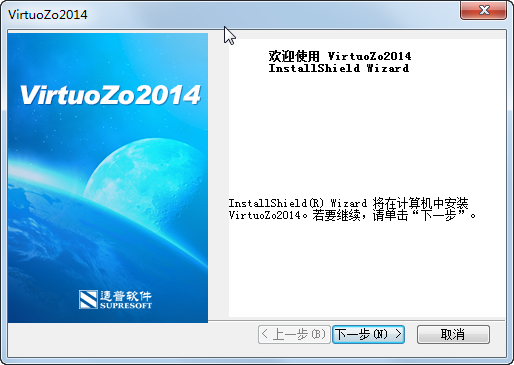 VirtuoZo2014
欢迎使用 VirtuoZo2014
InstallShield Wizard
VirtuoZo2014
InstallShield(R) Wizard 将在计算机中安装
VirtuoZo2014。若要继续，请单击“下一步”。
适普软件
SUPRESOFT
< 上一步(B)
下一步(N) >
取消